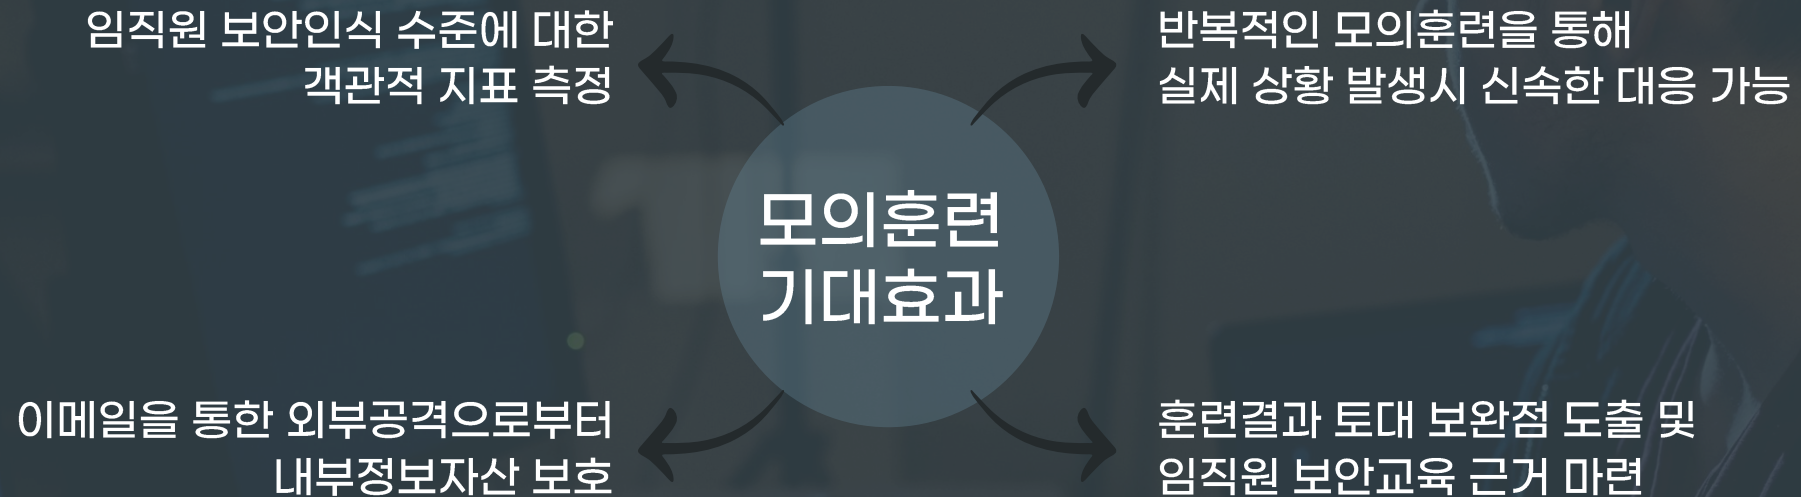 임직원 보안인식 수준에 대한
객관적 지표 측정
반복적인 모의훈련을 통해
실제 상황 발생시 신속한 대응 가능
모의훈련
기대효과
이메일을 통한 외부공격으로부터
내부정보자산 보호
훈련결과 토대 보완점 도출 및
임직원 보안교육 근거 마련